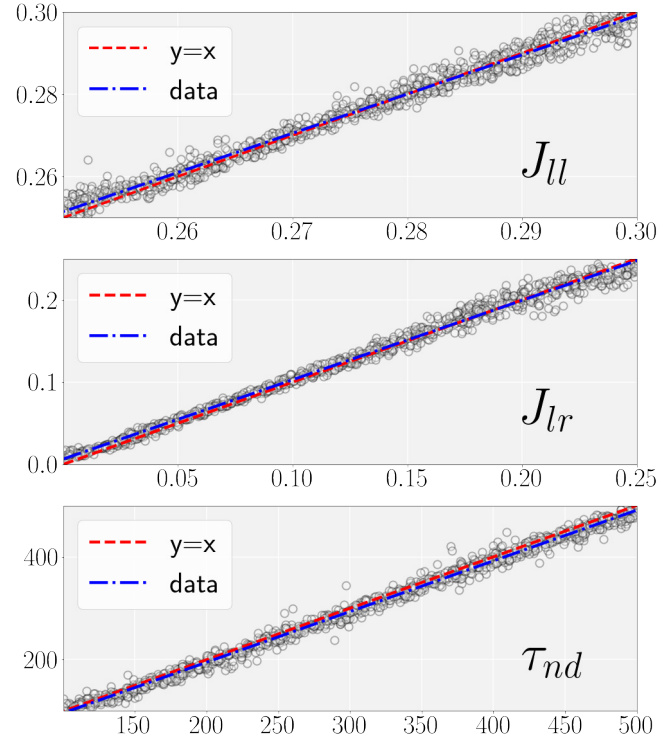 0.30
y=x
data
0.28
0.26
J_{ll}
0.26 0.27 0.28 0.29 0.30
y=x
data
0.2
0.1
J_{lr}
0.0
0.05 0.10 0.15 0.20 0.25
y=x
data
400
200
τ_{nd}
150 200 250 300 350 400 450 500